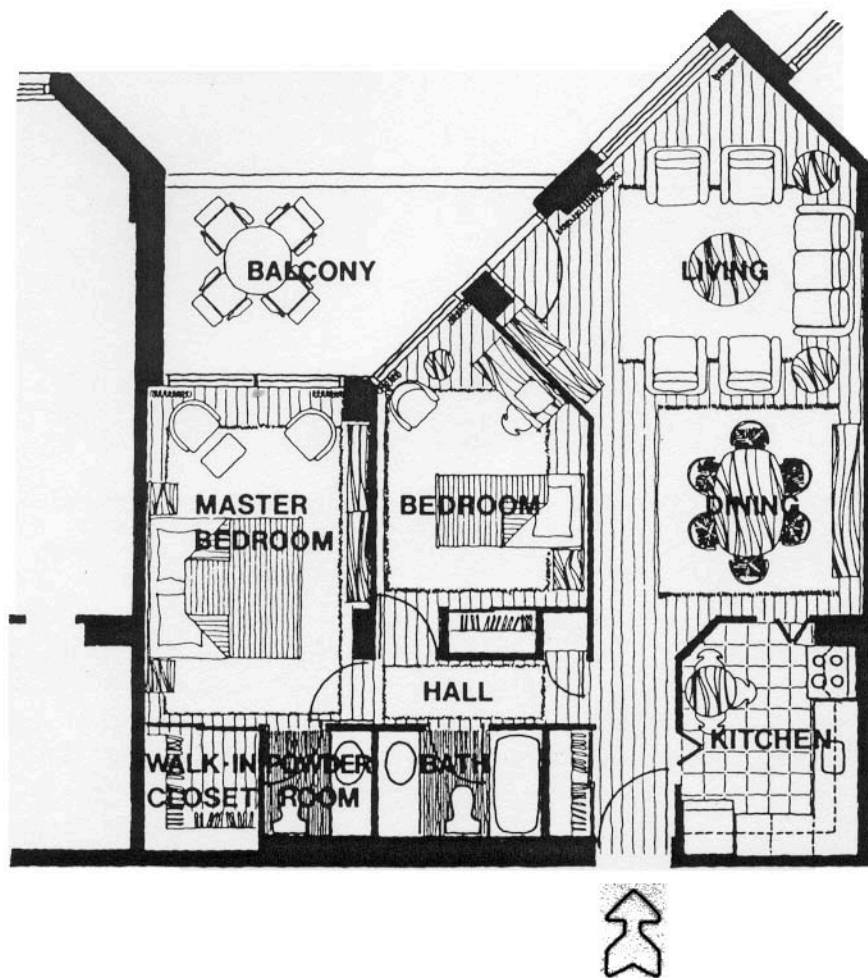 BALCONY
LIVING
MASTER
BEDROOM
BEDROOM
DINING
HALL
KITCHEN
WALK-IN
CLOSET
POWDER
ROOM
BATH